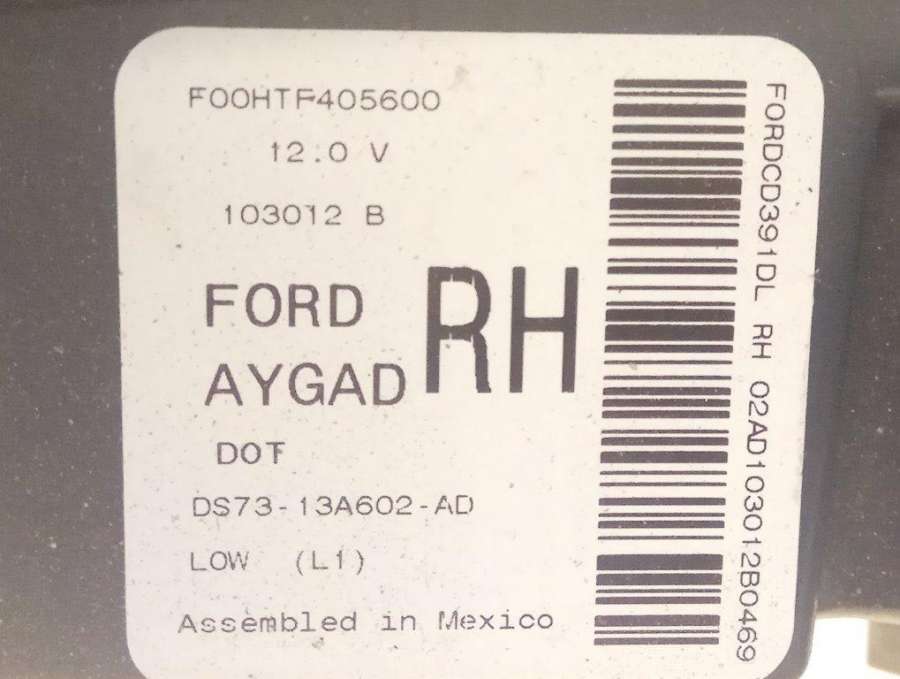 F00HTF405600
12.0 V
103012 B
FORD
RH
AYGAD
DOT
DS73-13A602-AD
LOW (L1)
Assembled in Mexico
FORDCD391DL RH 02AD103012B0469